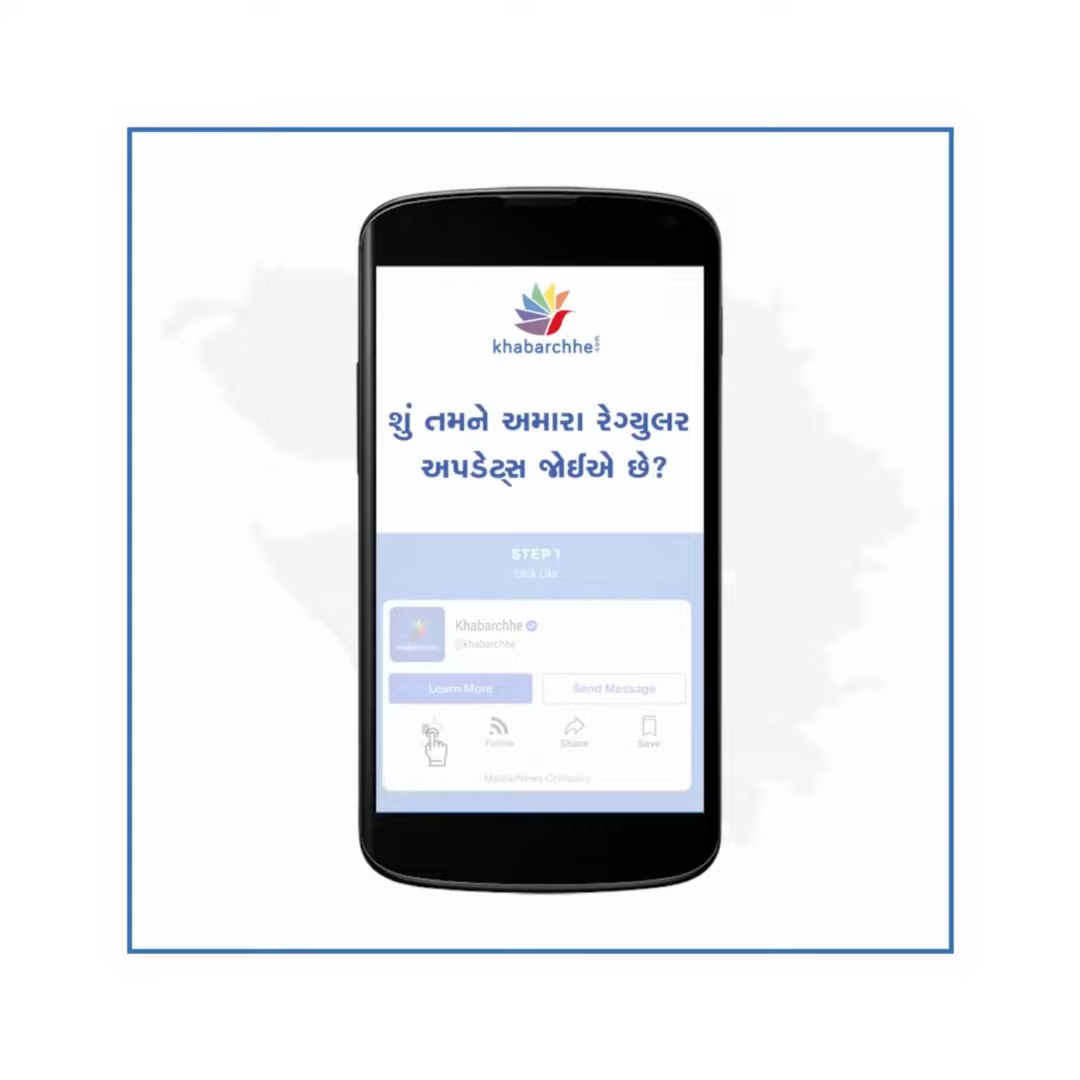 khabarchhe.com
શું તમને અમારા રેગ્યુલર
અપડેટ્સ જોઈએ છે?
STEP 1
Click Like
Khabarchhe
@khabarchhe
Learn More
Send Message
Follow
Share
Save
Media/News Company